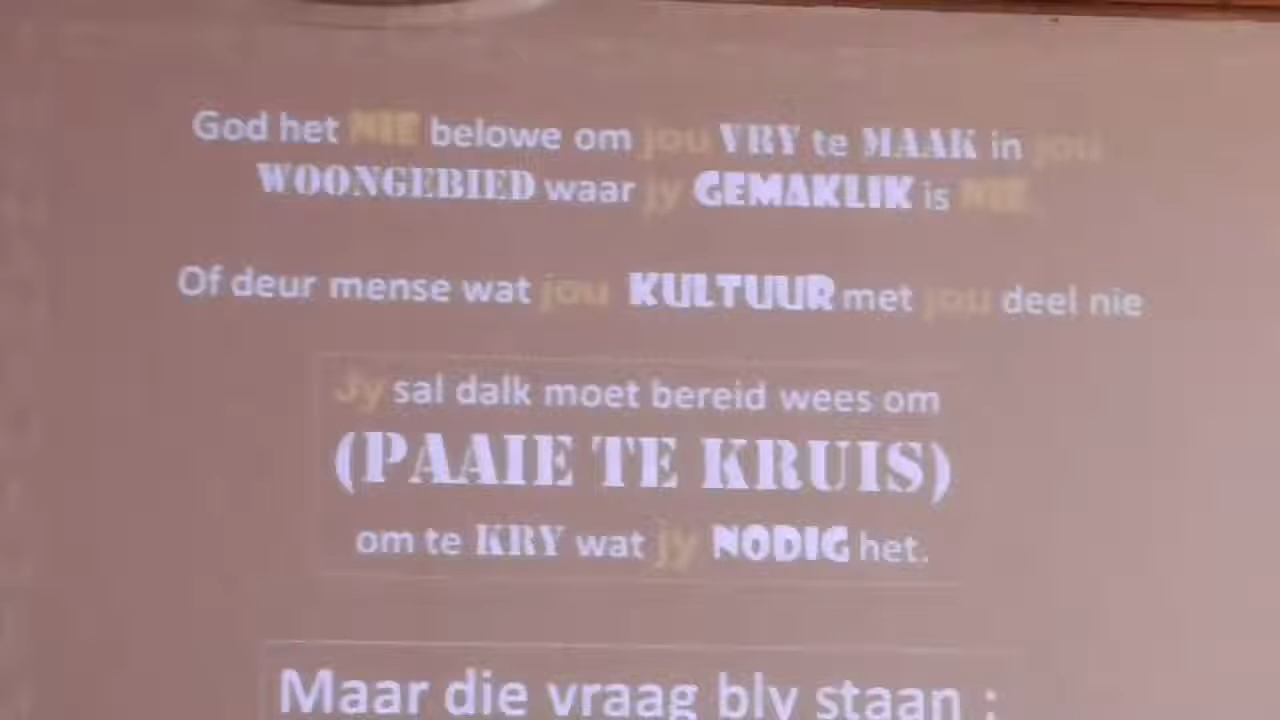 God het NIE belowe om jou VRY te MAAK in jou
WOONGEBIED waar jy GEMAKLIK is NIE.
Of deur mense wat jou KULTUUR met jou deel nie
Jy sal dalk moet bereid wees om
(PAAIE TE KRUIS)
om te KRY wat jy NODIG het.
Maar die vraag bly staan :